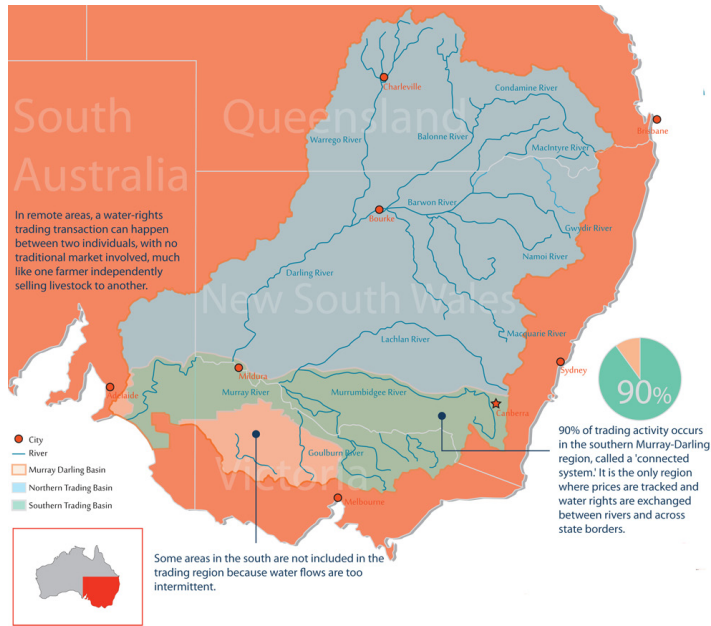 South
Australia
Queensland
New South Wales
Victoria
Charleville
Condamine River
Warrego River
Balonne River
MacIntyre River
Brisbane
Barwon River
Bourke
Gwydir River
Namoi River
In remote areas, a water-rights
trading transaction can happen
between two individuals, with no
traditional market involved, much
like one farmer independently
selling livestock to another.
Darling River
Macquarie River
Lachlan River
Sydney
Mildura
Adelaide
Murray River
Murrumbidgee River
Canberra
90%
90% of trading activity occurs
in the southern Murray-Darling
region, called a 'connected
system.' It is the only region
where prices are tracked and
water rights are exchanged
between rivers and across
state borders.
City
River
Murray Darling Basin
Northern Trading Basin
Southern Trading Basin
Goulburn River
Melbourne
Some areas in the south are not included in the
trading region because water flows are too
intermittent.